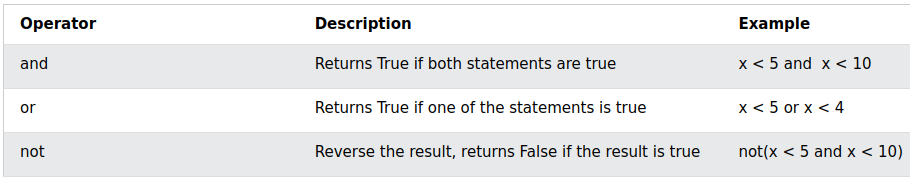 Operator Description Example
and Returns True if both statements are true x < 5 and  x < 10
or Returns True if one of the statements is true x < 5 or x < 4
not Reverse the result, returns False if the result is true not(x < 5 and x < 10)